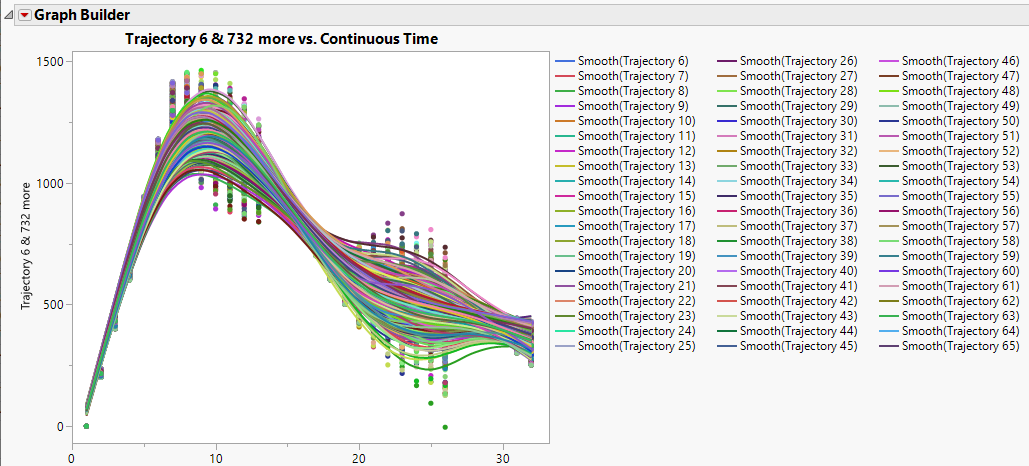 Graph Builder
Trajectory 6 & 732 more vs. Continuous Time
Trajectory 6 & 732 more
1500
1000
500
0
0
10
20
30
Smooth(Trajectory 6)
Smooth(Trajectory 7)
Smooth(Trajectory 8)
Smooth(Trajectory 9)
Smooth(Trajectory 10)
Smooth(Trajectory 11)
Smooth(Trajectory 12)
Smooth(Trajectory 13)
Smooth(Trajectory 14)
Smooth(Trajectory 15)
Smooth(Trajectory 16)
Smooth(Trajectory 17)
Smooth(Trajectory 18)
Smooth(Trajectory 19)
Smooth(Trajectory 20)
Smooth(Trajectory 21)
Smooth(Trajectory 22)
Smooth(Trajectory 23)
Smooth(Trajectory 24)
Smooth(Trajectory 25)
Smooth(Trajectory 26)
Smooth(Trajectory 27)
Smooth(Trajectory 28)
Smooth(Trajectory 29)
Smooth(Trajectory 30)
Smooth(Trajectory 31)
Smooth(Trajectory 32)
Smooth(Trajectory 33)
Smooth(Trajectory 34)
Smooth(Trajectory 35)
Smooth(Trajectory 36)
Smooth(Trajectory 37)
Smooth(Trajectory 38)
Smooth(Trajectory 39)
Smooth(Trajectory 40)
Smooth(Trajectory 41)
Smooth(Trajectory 42)
Smooth(Trajectory 43)
Smooth(Trajectory 44)
Smooth(Trajectory 45)
Smooth(Trajectory 46)
Smooth(Trajectory 47)
Smooth(Trajectory 48)
Smooth(Trajectory 49)
Smooth(Trajectory 50)
Smooth(Trajectory 51)
Smooth(Trajectory 52)
Smooth(Trajectory 53)
Smooth(Trajectory 54)
Smooth(Trajectory 55)
Smooth(Trajectory 56)
Smooth(Trajectory 57)
Smooth(Trajectory 58)
Smooth(Trajectory 59)
Smooth(Trajectory 60)
Smooth(Trajectory 61)
Smooth(Trajectory 62)
Smooth(Trajectory 63)
Smooth(Trajectory 64)
Smooth(Trajectory 65)